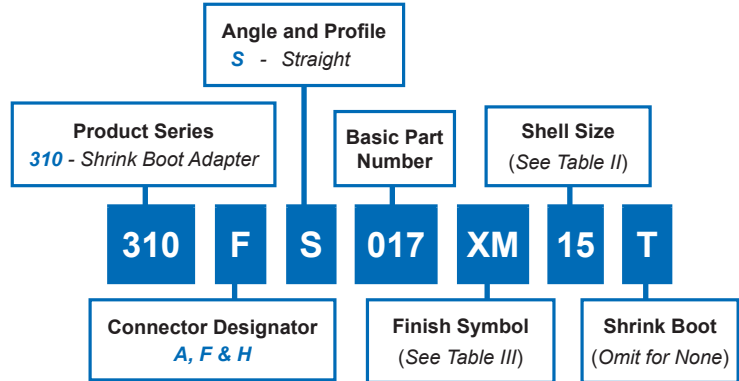 Angle and Profile
S - Straight
Product Series
310 - Shrink Boot Adapter
Basic Part
Number
Shell Size
(See Table II)
310 F S 017 XM 15 T
Connector Designator
A, F & H
Finish Symbol
(See Table III)
Shrink Boot
(Omit for None)